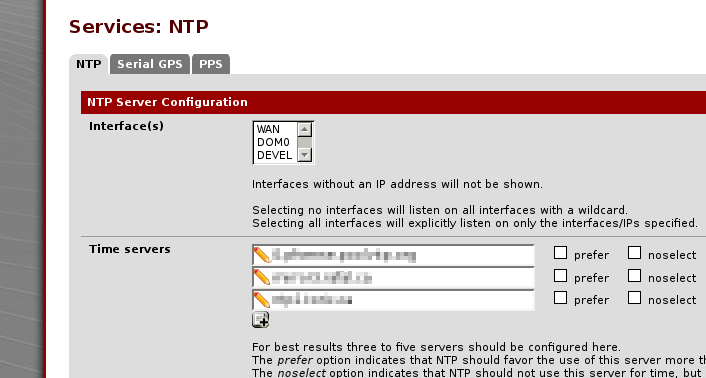 Services: NTP
NTP Serial GPS PPS
NTP Server Configuration
Interface(s)
WAN
DOM0
DEVEL
Interfaces without an IP address will not be shown.
Selecting no interfaces will listen on all interfaces with a wildcard.
Selecting all interfaces will explicitly listen on only the interfaces/IPs specified.
Time servers
prefer noselect
prefer noselect
prefer noselect
For best results three to five servers should be configured here.
The prefer option indicates that NTP should favor the use of this server more
The noselect option indicates that NTP should not use this server for time, but